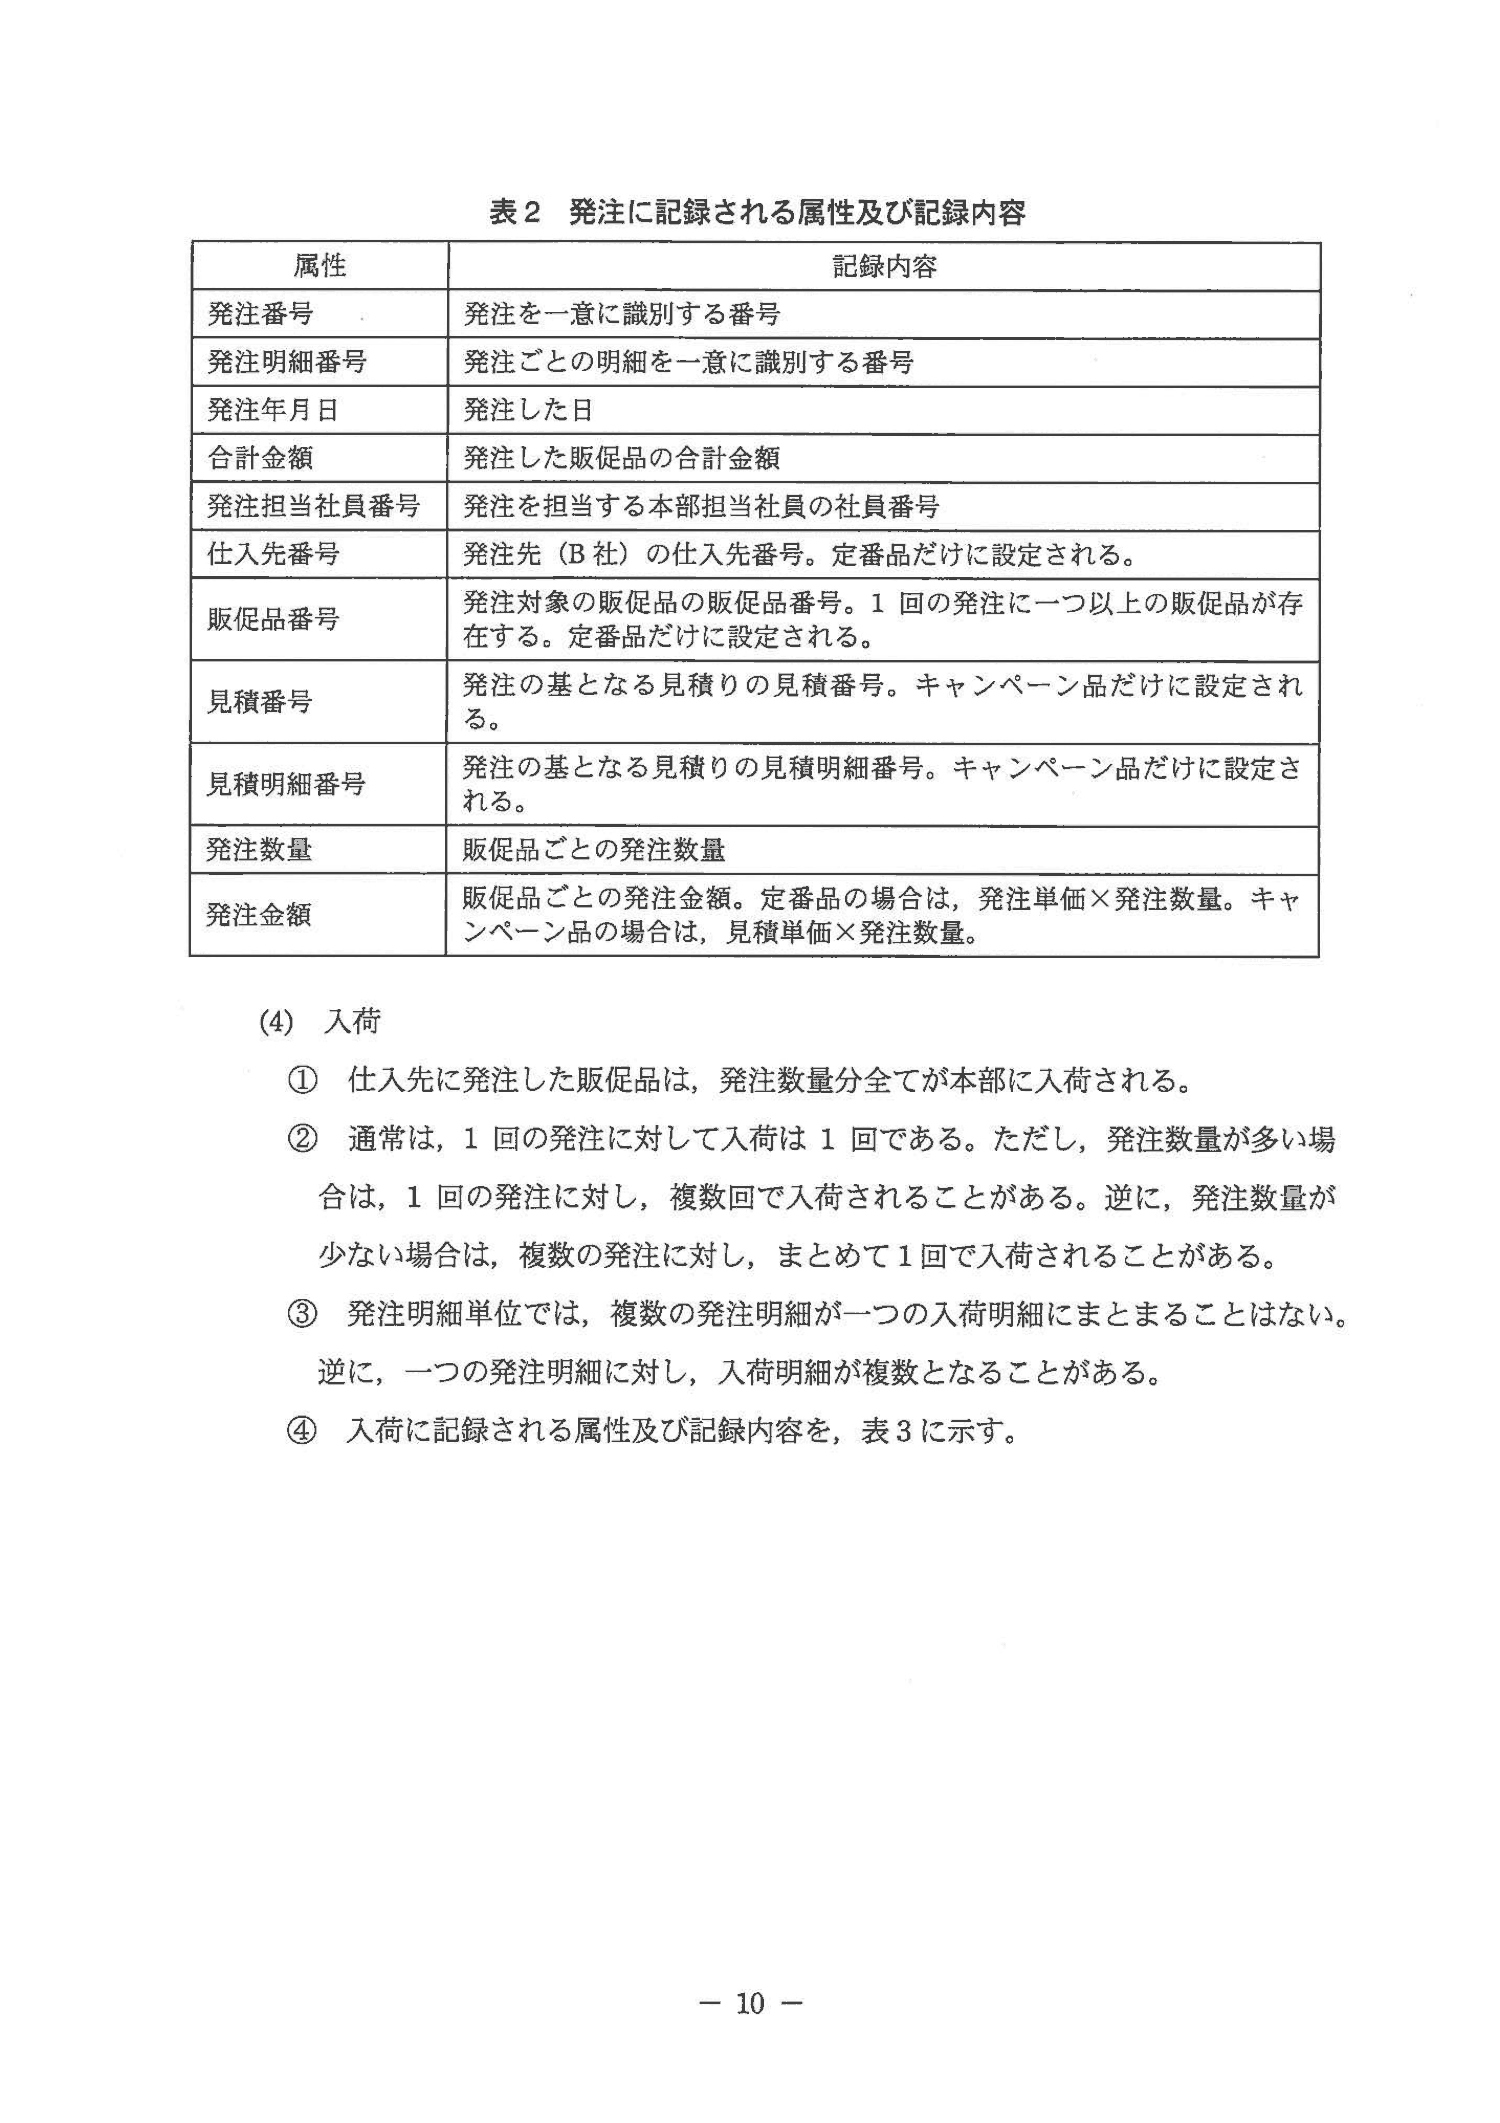 表2　発注に記録される属性及び記録内容
属性　記録内容
発注番号　発注を一意に識別する番号
発注明細番号　発注ごとの明細を一意に識別する番号
発注年月日　発注した日
合計金額　発注した販促品の合計金額
発注担当社員番号　発注を担当する本部担当社員の社員番号
仕入先番号　発注先（B 社）の仕入先番号。定番品だけに設定される。
販促品番号　発注対象の販促品の販促品番号。1 回の発注に一つ以上の販促品が存
在する。定番品だけに設定される。
見積番号　発注の基となる見積りの見積番号。キャンペーン品だけに設定され
る。
見積明細番号　発注の基となる見積りの見積明細番号。キャンペーン品だけに設定さ
れる。
発注数量　販促品ごとの発注数量
発注金額　販促品ごとの発注金額。定番品の場合は，発注単価×発注数量。キャ
ンペーン品の場合は，見積単価×発注数量。
(4)　入荷
①　仕入先に発注した販促品は，発注数量分全てが本部に入荷される。
②　通常は，1 回の発注に対して入荷は 1 回である。ただし，発注数量が多い場
合は，1 回の発注に対し，複数回で入荷されることがある。逆に，発注数量が
少ない場合は，複数の発注に対し，まとめて 1 回で入荷されることがある。
③　発注明細単位では，複数の発注明細が一つの入荷明細にまとまることはない。
逆に，一つの発注明細に対し，入荷明細が複数となることがある。
④　入荷に記録される属性及び記録内容を，表 3 に示す。
－ 10 －